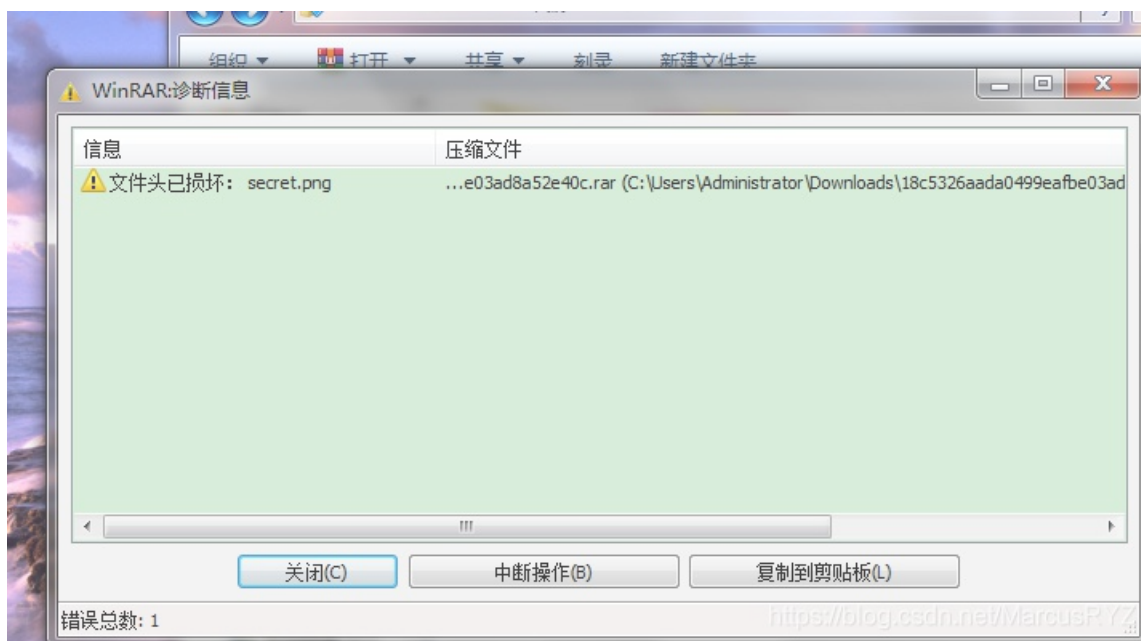 组织 打开 共享 刻录 新建文件夹
WinRAR:诊断信息
信息 压缩文件
文件头已损坏: secret.png ...e03ad8a52e40c.rar (C:\Users\Administrator\Downloads\18c5326aada0499eafbe03ad
关闭(C) 中断操作(B) 复制到剪贴板(L)
错误总数: 1
https://blog.csdn.net/MarcusRYZ